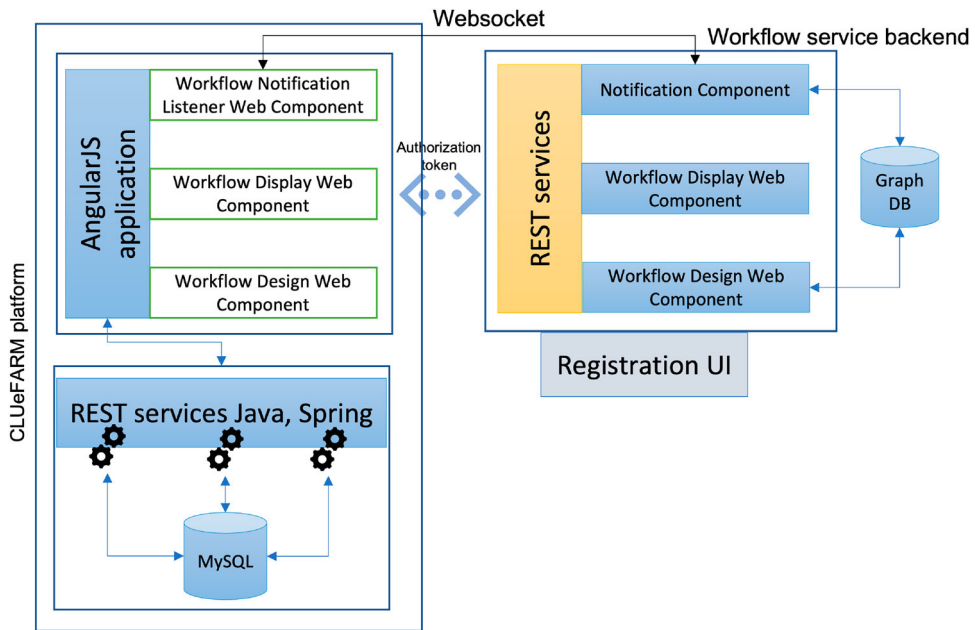 Websocket
Workflow service backend
CLUeFARM platform
AngularJS
application
Workflow Notification
Listener Web Component
Workflow Display Web
Component
Workflow Design Web
Component
Authorization
token
REST services
Notification Component
Workflow Display Web
Component
Workflow Design Web
Component
Graph
DB
Registration UI
REST services Java, Spring
MySQL